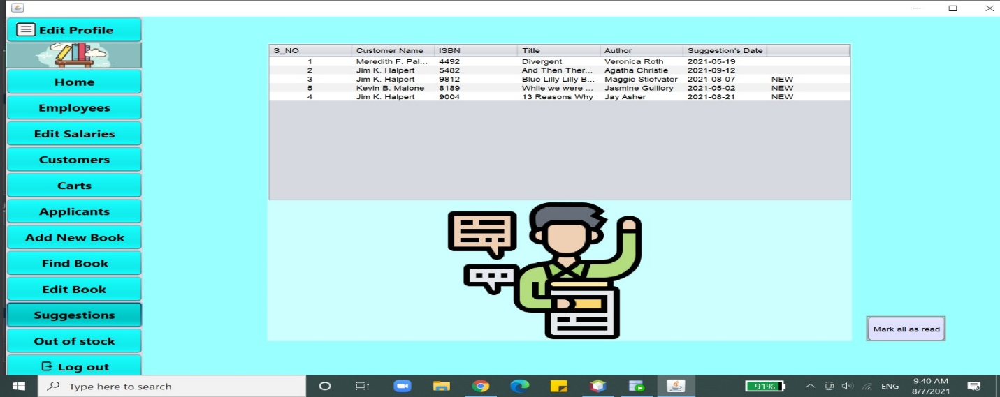 Edit Profile
Home
Employees
Edit Salaries
Customers
Carts
Applicants
Add New Book
Find Book
Edit Book
Suggestions
Out of stock
Log out
S_NO Customer Name ISBN Title Author Suggestion's Date
1 Meredith F. Pal... 4492 Divergent Veronica Roth 2021-05-19
2 Jim K. Halpert 5482 And Then Ther... Agatha Christie 2021-09-12
3 Jim K. Halpert 9812 Blue Lilly Lilly B... Maggie Stiefvater 2021-08-07 NEW
5 Kevin B. Malone 8189 While we were ... Jasmine Guillory 2021-05-02 NEW
4 Jim K. Halpert 9004 13 Reasons Why Jay Asher 2021-08-21 NEW
Mark all as read
Type here to search
91%
ENG
9:40 AM
8/7/2021